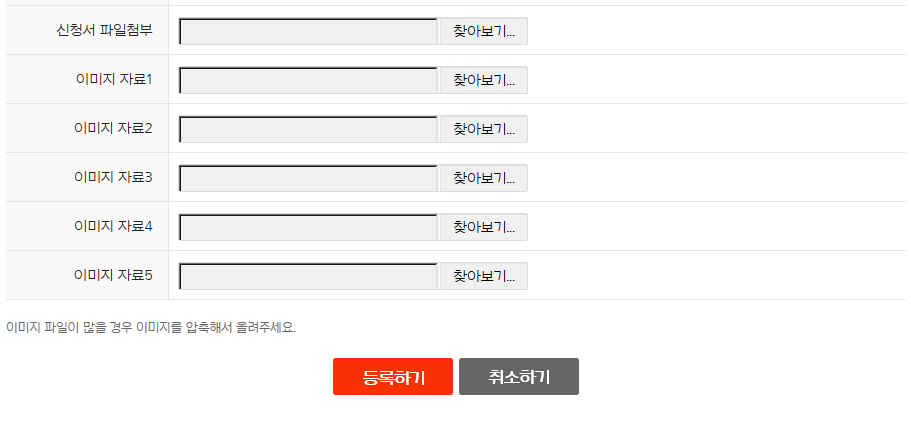 신청서 파일첨부 찾아보기...
이미지 자료1 찾아보기...
이미지 자료2 찾아보기...
이미지 자료3 찾아보기...
이미지 자료4 찾아보기...
이미지 자료5 찾아보기...
이미지 파일이 많을 경우 이미지를 압축해서 올려주세요.
등록하기 취소하기